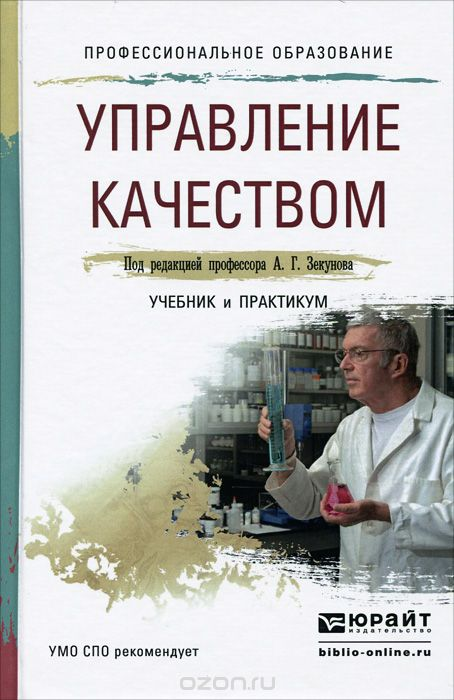 ПРОФЕССИОНАЛЬНОЕ ОБРАЗОВАНИЕ
УПРАВЛЕНИЕ
КАЧЕСТВОМ
Под редакцией профессора А. Г. Зекунова
УЧЕБНИК и ПРАКТИКУМ
ЮРАЙТ
издательство
УМО СПО рекомендует
biblio-online.ru
ozon.ru